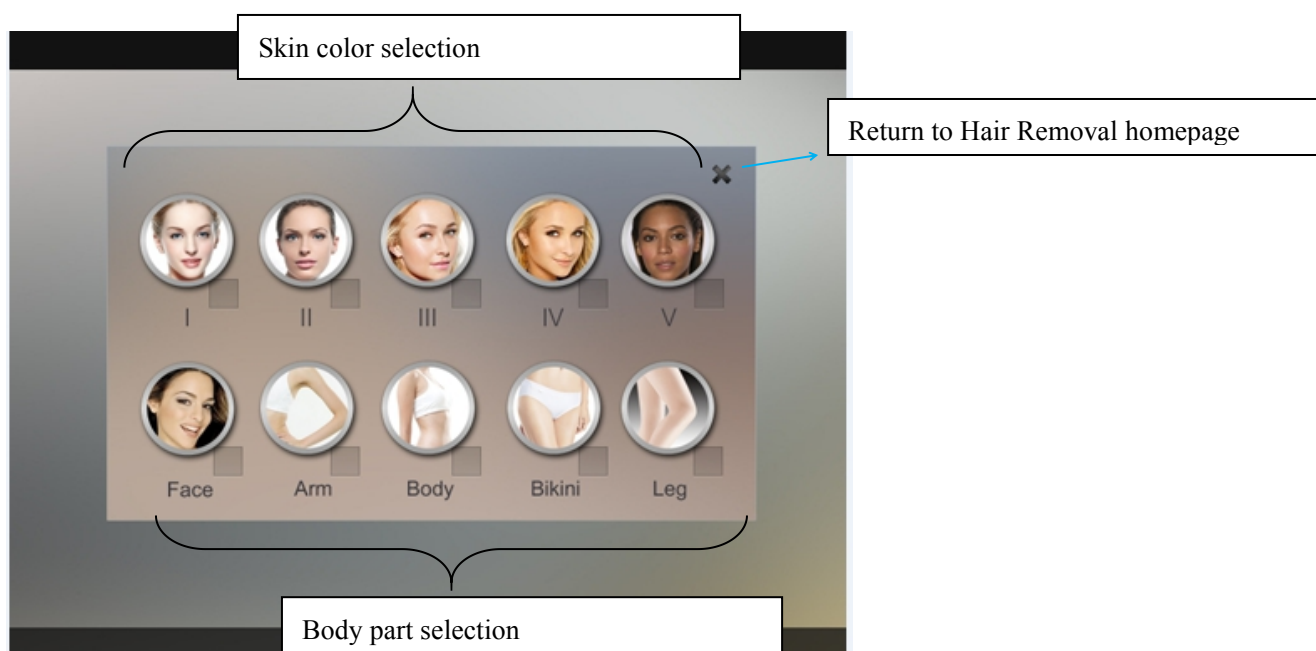 Skin color selection
Return to Hair Removal homepage
I II III IV V
Face Arm Body Bikini Leg
Body part selection